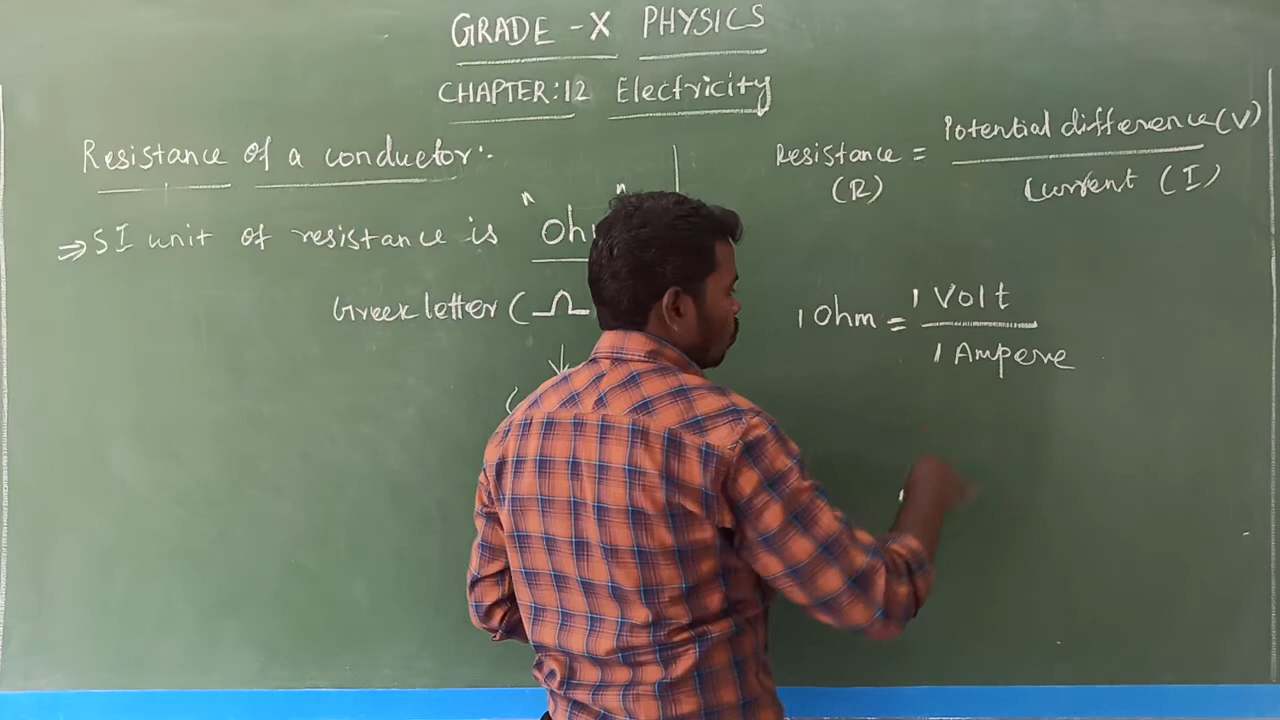 GRADE - X PHYSICS
CHAPTER:12 Electricity
Resistance of a conductor:-
⇒ SI unit of resistance is "
Greek letter (Ω
↓
(
Resistance (R) = Potential difference (V)
Current (I)
1 Ohm = 1 Volt
1 Ampere